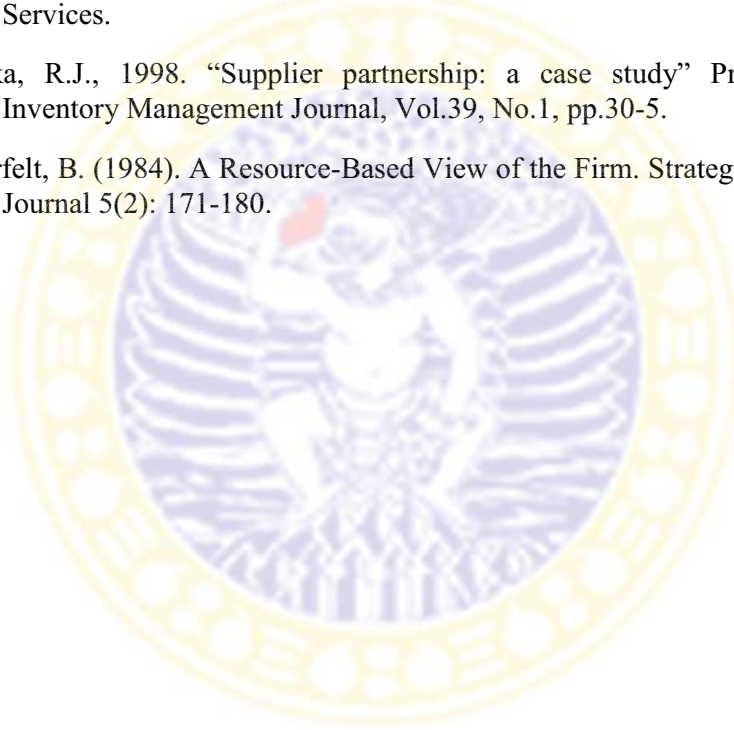 Services.
ka, R.J., 1998. “Supplier partnership: a case study” Pr
Inventory Management Journal, Vol.39, No.1, pp.30-5.
rfelt, B. (1984). A Resource-Based View of the Firm. Strateg
Journal 5(2): 171-180.